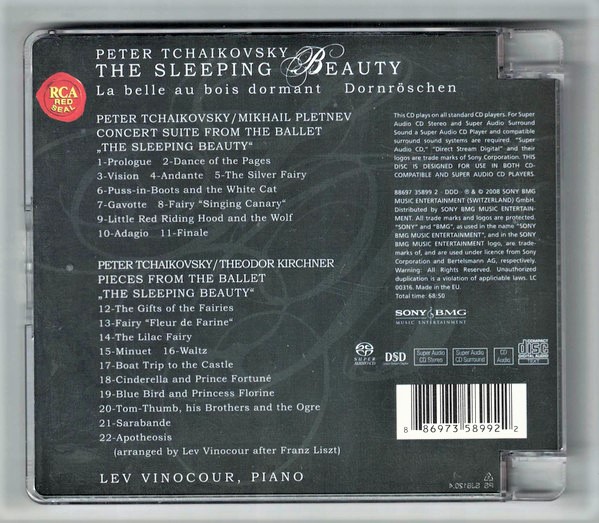 PETER TCHAIKOVSKY
THE SLEEPING BEAUTY
La belle au bois dormant Dornröschen
RCA
RED
SEAL
PETER TCHAIKOVSKY/MIKHAIL PLETNEV
CONCERT SUITE FROM THE BALLET
„THE SLEEPING BEAUTY“
1-Prologue 2-Dance of the Pages
3-Vision 4-Andante 5-The Silver Fairy
6-Puss-in-Boots and the White Cat
7-Gavotte 8-Fairy “Singing Canary“
9-Little Red Riding Hood and the Wolf
10-Adagio 11-Finale
PETER TCHAIKOVSKY/THEODOR KIRCHNER
PIECES FROM THE BALLET
„THE SLEEPING BEAUTY“
12-The Gifts of the Fairies
13-Fairy “Fleur de Farine“
14-The Lilac Fairy
15-Minuet 16-Waltz
17-Boat Trip to the Castle
18-Cinderella and Prince Fortuné
19-Blue Bird and Princess Florine
20-Tom-Thumb, his Brothers and the Ogre
21-Sarabande
22-Apotheosis
(arranged by Lev Vinocour after Franz Liszt)
LEV VINOCOUR, PIANO
This CD plays on all standard CD players. For Super
Audio CD Stereo and Super Audio Surround
Sound a Super Audio CD Player and compatible
surround sound systems are required. "Super
Audio CD," "Direct Stream Digital" and their
logos are trade marks of Sony Corporation. THIS
DISC IS DESIGNED FOR USE IN BOTH CD-
COMPATIBLE AND SUPER AUDIO CD PLAYERS.
88697 35899 2 · DDD · ℗ & © 2008 SONY BMG
MUSIC ENTERTAINMENT (SWITZERLAND) GmbH.
Distributed by SONY BMG MUSIC ENTERTAIN-
MENT. All trade marks and logos are protected.
"SONY" and "BMG", as used in the name "SONY
BMG MUSIC ENTERTAINMENT", and in the SONY
BMG MUSIC ENTERTAINMENT logo, are trade-
marks of, and are used under licence from Sony
Corporation and Bertelsmann AG, respectively.
Warning: All Rights Reserved. Unauthorized
duplication is a violation of applicable laws. LC
00316. Made in the EU.
Total time: 68:50
SONY BMG
MUSIC ENTERTAINMENT
SUPER AUDIO CD
DSD
Super Audio CD Stereo
Super Audio CD Surround
CD Audio
COMPACT disc DIGITAL AUDIO
TEXT
8 86973 58992 2